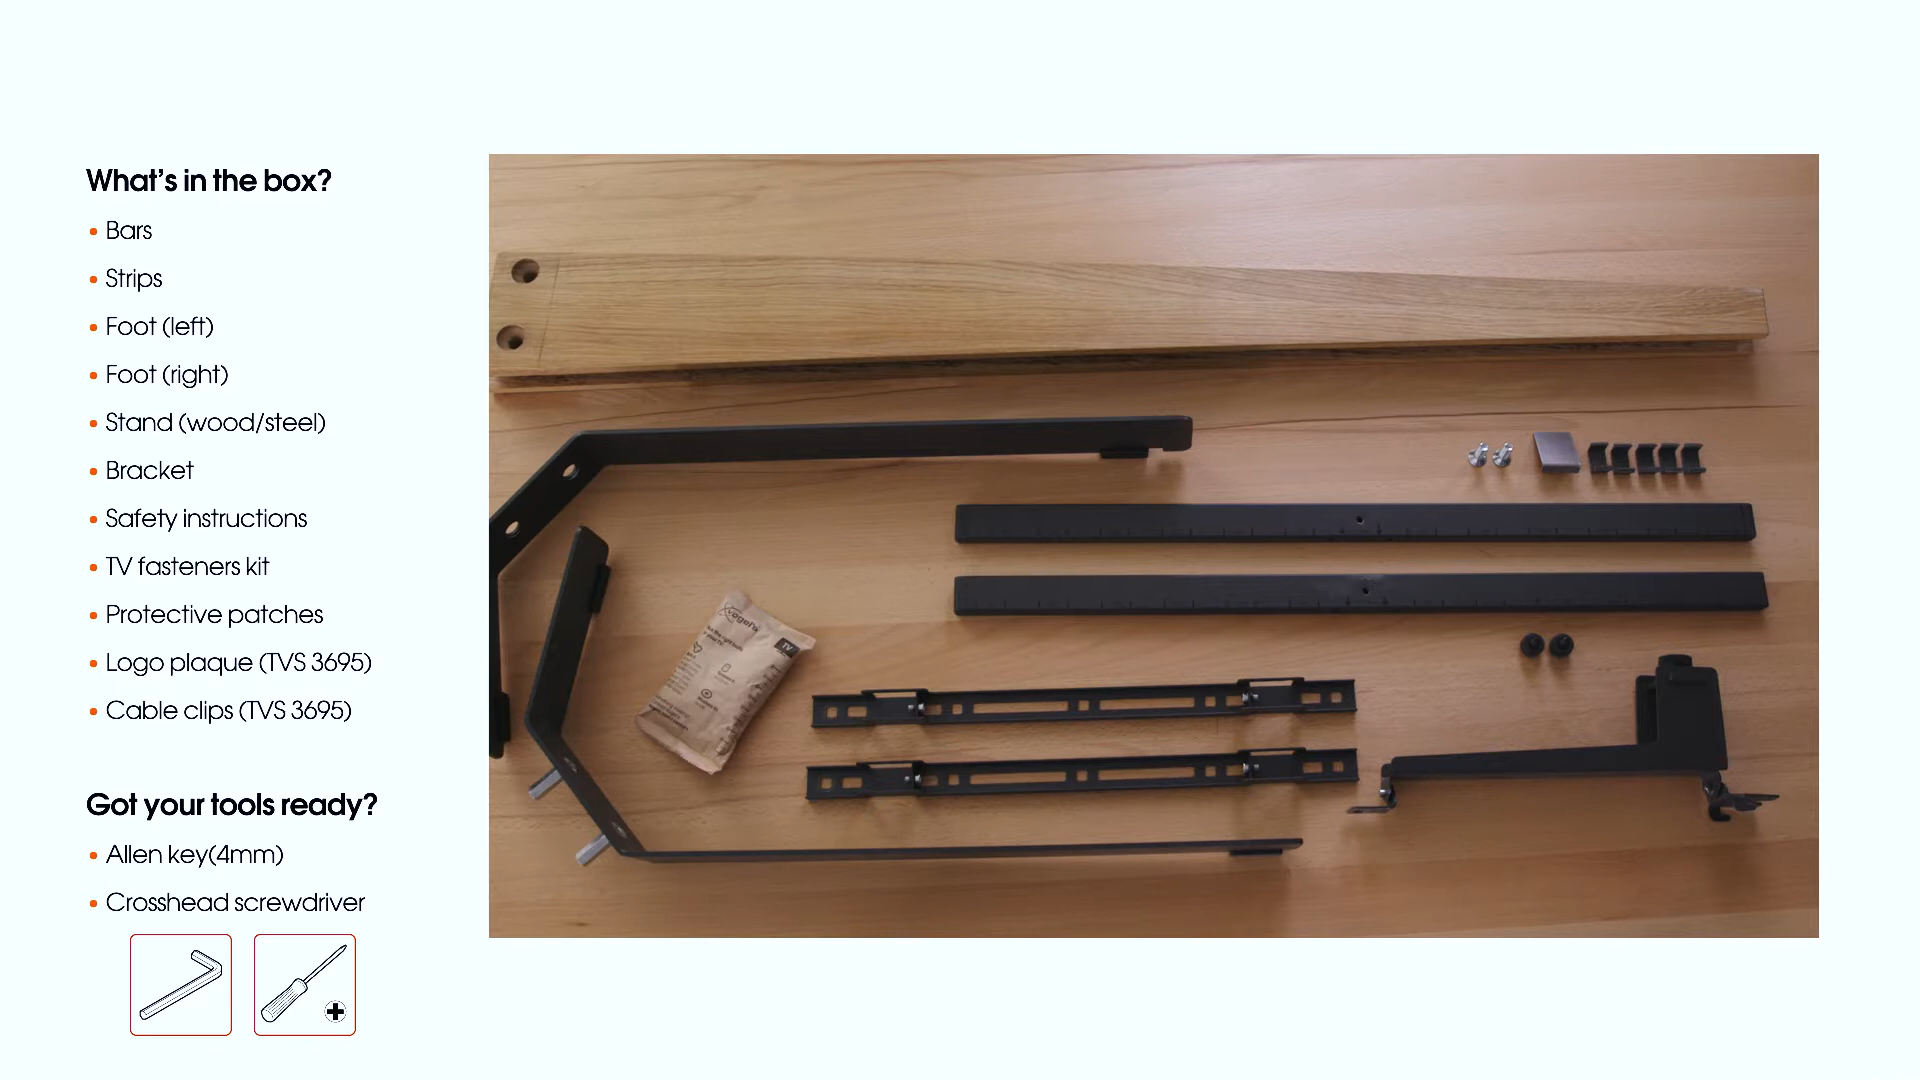 What's in the box?
• Bars
• Strips
• Foot (left)
• Foot (right)
• Stand (wood/steel)
• Bracket
• Safety instructions
• TV fasteners kit
• Protective patches
• Logo plaque (TVS 3695)
• Cable clips (TVS 3695)
Got your tools ready?
• Allen key(4mm)
• Crosshead screwdriver
vogel's
TV